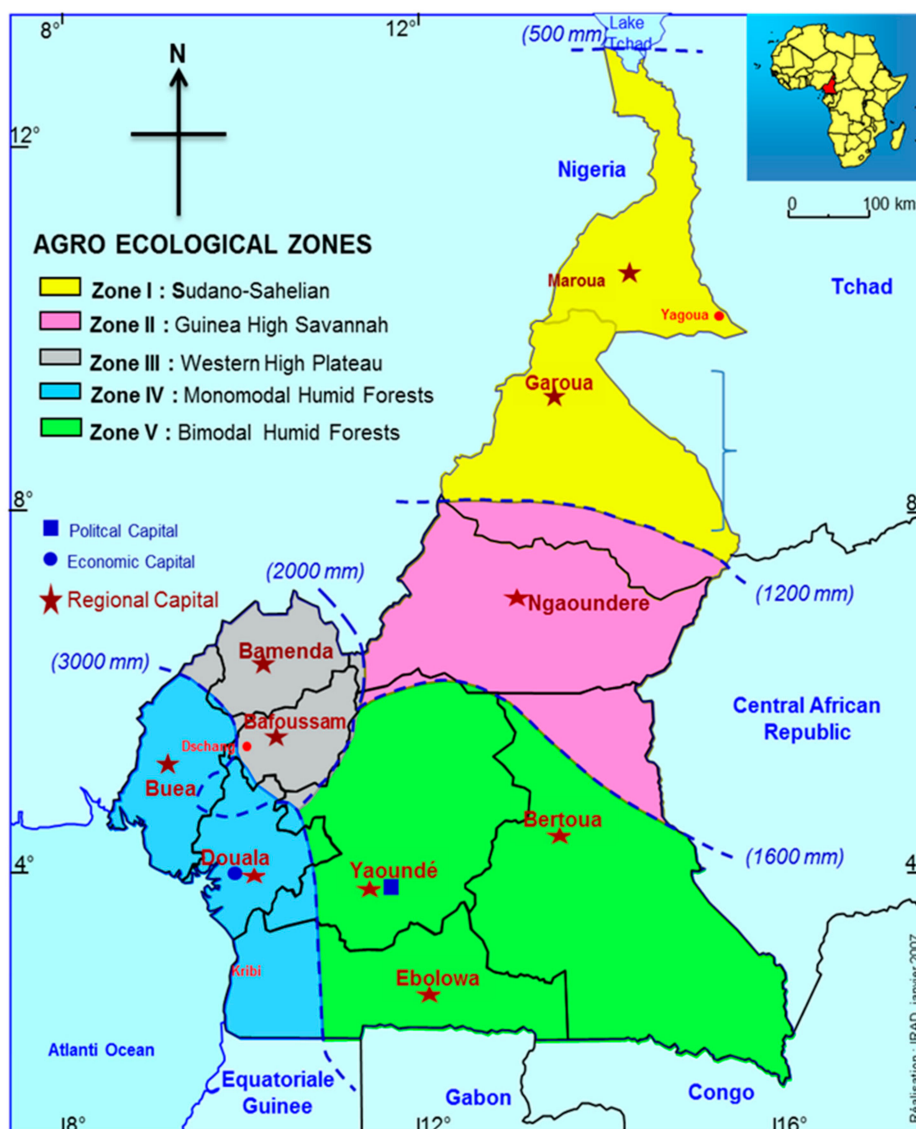 8°
12°
(500 mm)
Lake
Tchad
N
12°
Nigeria
0 100 km
AGRO ECOLOGICAL ZONES
Zone I : Sudano-Sahelian
Zone II : Guinea High Savannah
Zone III : Western High Plateau
Zone IV : Monomodal Humid Forests
Zone V : Bimodal Humid Forests
Maroua
Tchad
Yagoua
Garoua
8°
8
Politcal Capital
Economic Capital
Regional Capital
(2000 mm)
(1200 mm)
Ngaoundere
Bamenda
(3000 mm)
Central African
Republic
Bafoussam
Dschang
Buea
Bertoua
(1600 mm)
Douala
4°
Yaoundé
4
Kribi
Ebolowa
Réalisation : IRAD, janvier 2007
Atlanti Ocean
Equatoriale
Guinee
Gabon
Congo
8°
12°
16°